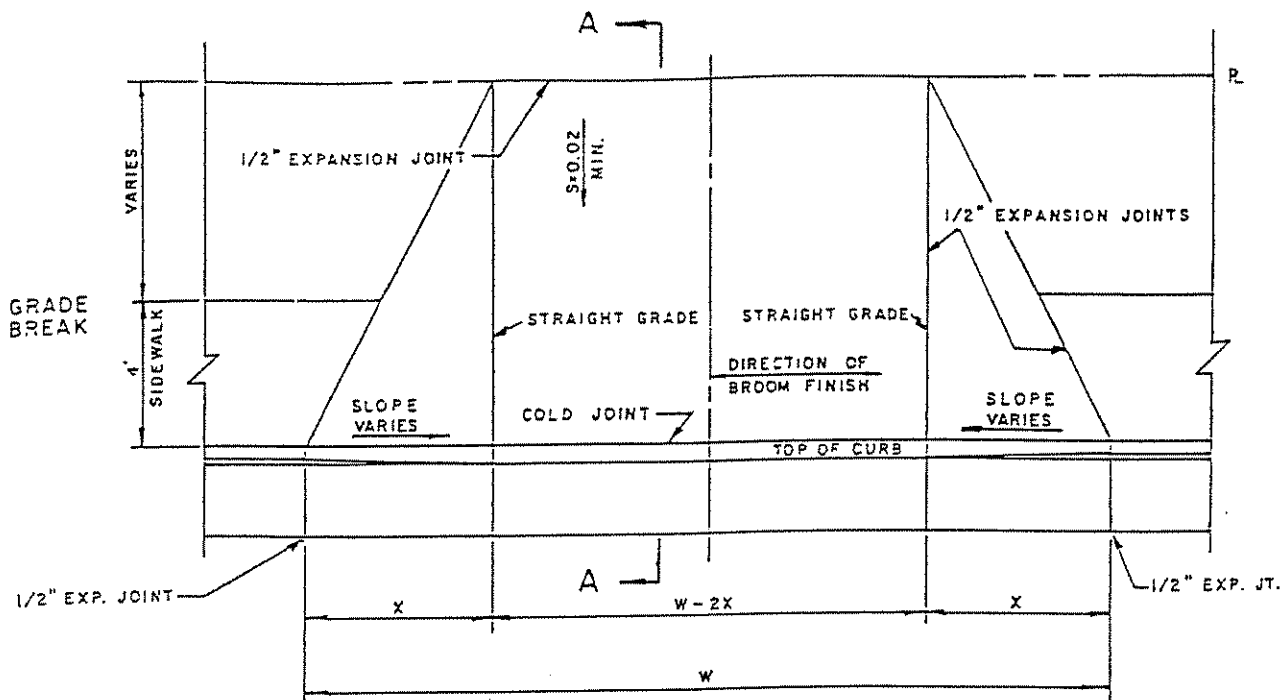 A
PL
1/2" EXPANSION JOINT
S=0.02
MIN.
VARIES
1/2" EXPANSION JOINTS
GRADE
BREAK
4'
SIDEWALK
STRAIGHT GRADE
STRAIGHT GRADE
DIRECTION OF
BROOM FINISH
SLOPE
VARIES
COLD JOINT
SLOPE
VARIES
TOP OF CURB
1/2" EXP. JOINT
A
1/2" EXP. JT.
X
W-2X
X
W